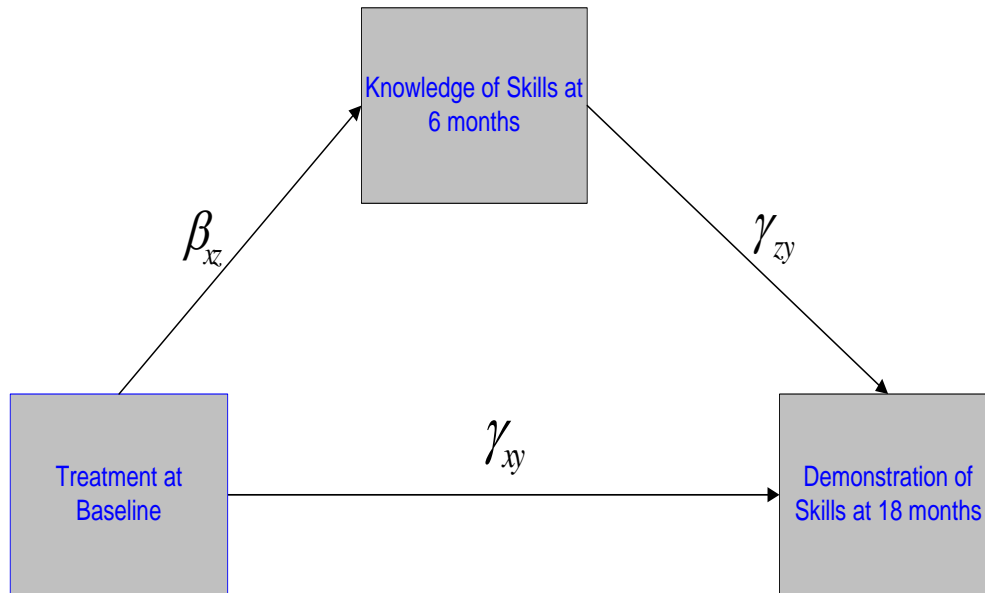 Knowledge of Skills at
6 months
β_xz
γ_zy
γ_xy
Treatment at
Baseline
Demonstration of
Skills at 18 months